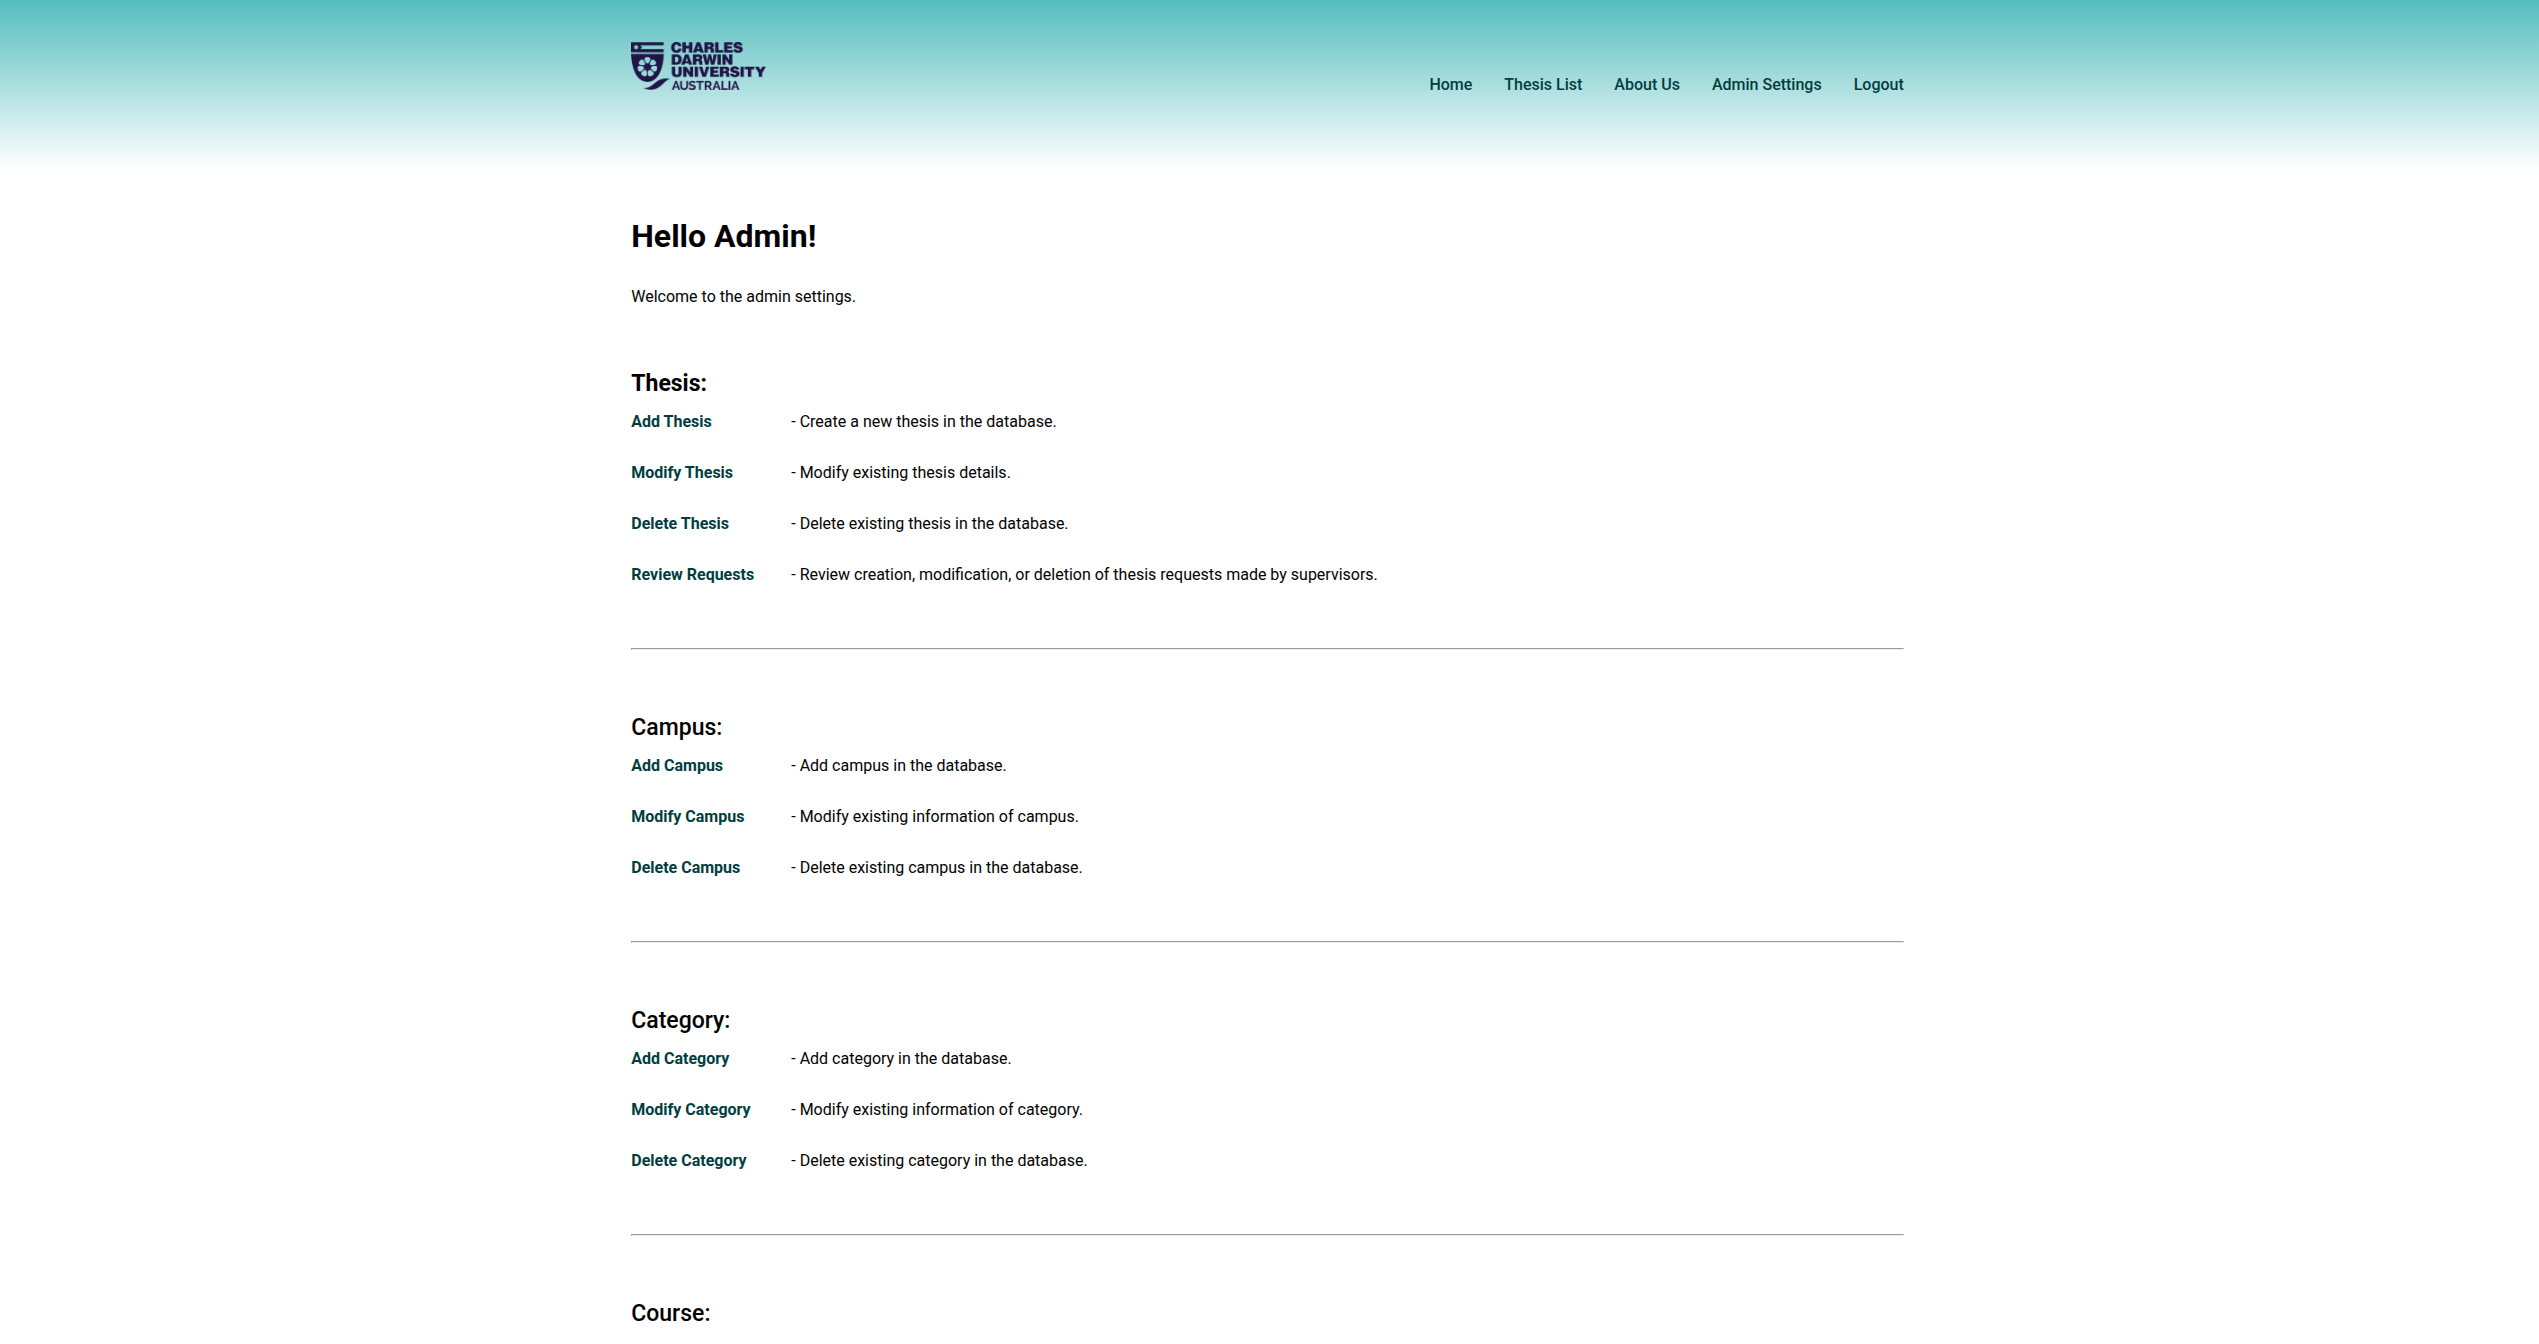 CHARLES
DARWIN
UNIVERSITY
AUSTRALIA
Home Thesis List About Us Admin Settings Logout
Hello Admin!
Welcome to the admin settings.
Thesis:
Add Thesis - Create a new thesis in the database.
Modify Thesis - Modify existing thesis details.
Delete Thesis - Delete existing thesis in the database.
Review Requests - Review creation, modification, or deletion of thesis requests made by supervisors.
Campus:
Add Campus - Add campus in the database.
Modify Campus - Modify existing information of campus.
Delete Campus - Delete existing campus in the database.
Category:
Add Category - Add category in the database.
Modify Category - Modify existing information of category.
Delete Category - Delete existing category in the database.
Course: